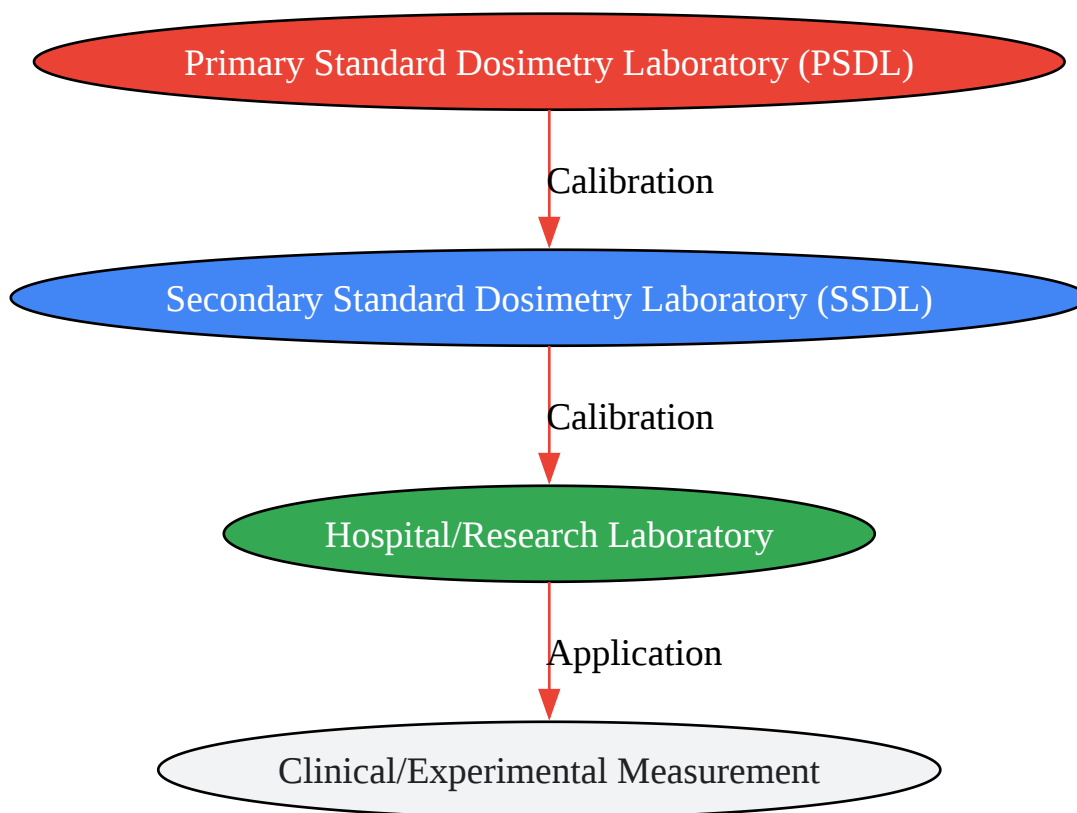 Primary Standard Dosimetry Laboratory (PSDL)
Calibration
Secondary Standard Dosimetry Laboratory (SSDL)
Calibration
Hospital/Research Laboratory
Application
Clinical/Experimental Measurement